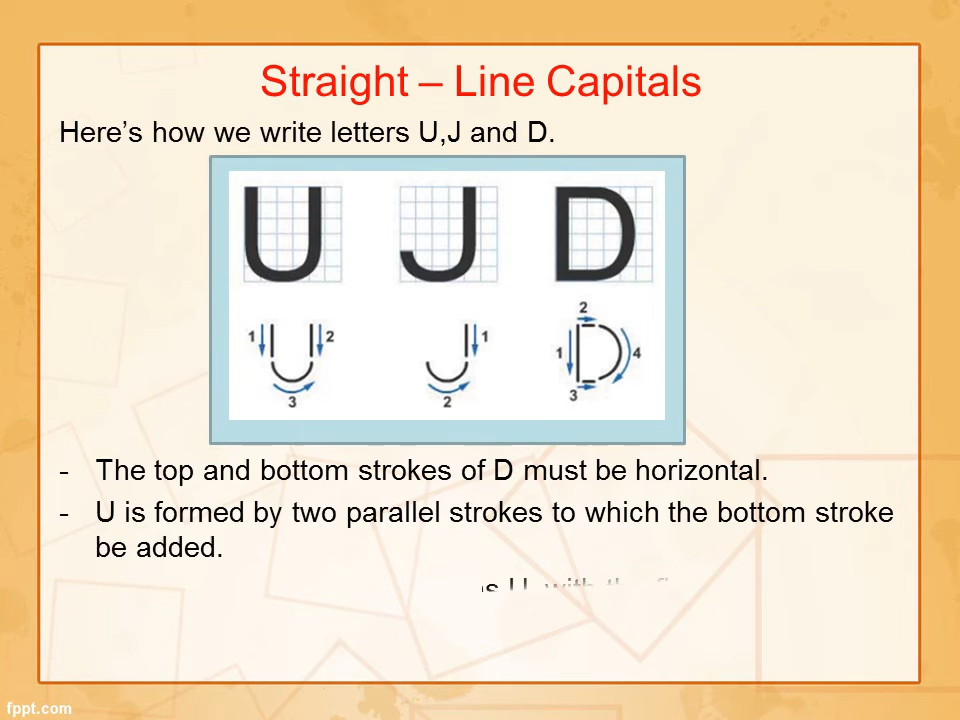 Straight – Line Capitals
Here’s how we write letters U,J and D.
U J D
1 2 1 2 1 4
3 2 3
- The top and bottom strokes of D must be horizontal.
- U is formed by two parallel strokes to which the bottom stroke
be added.
U with the
fppt.com